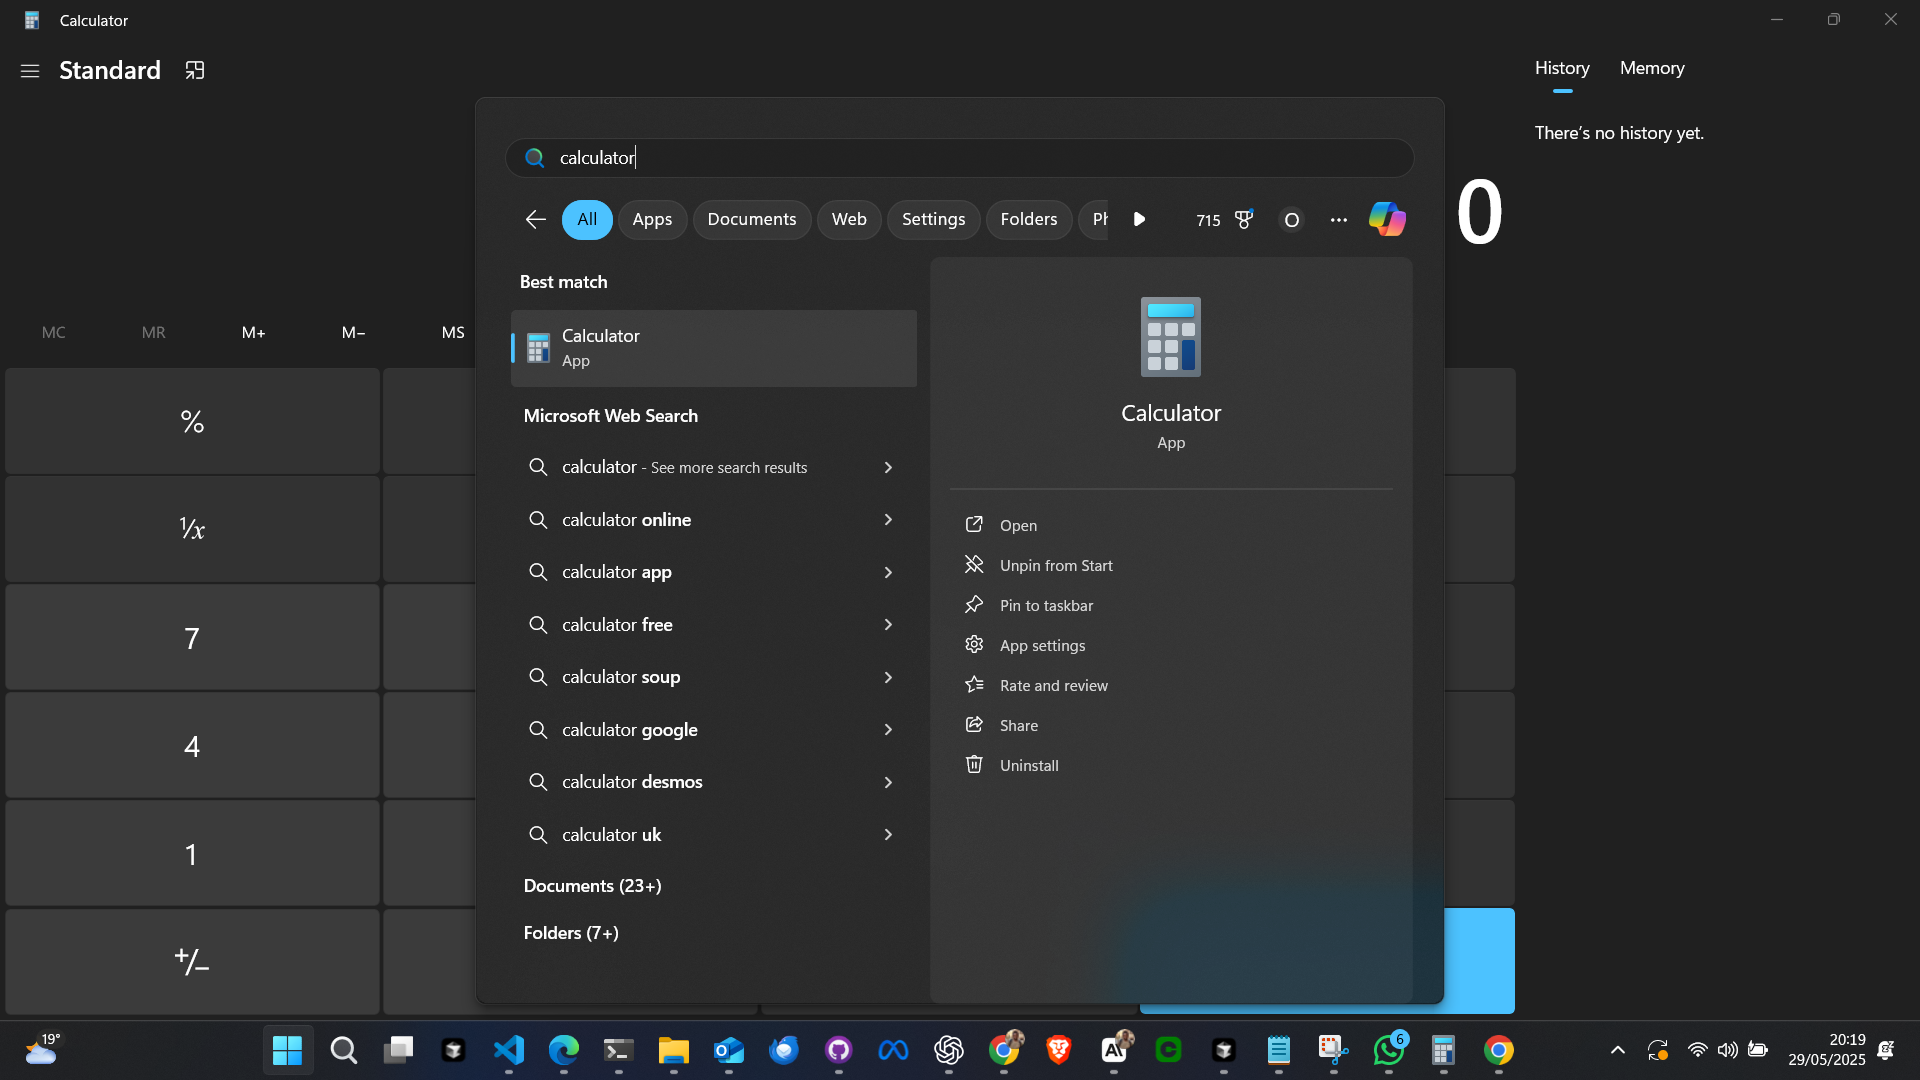 Calculator
Standard
History Memory
There's no history yet.
calculator
All Apps Documents Web Settings Folders Ph 715 O
0
Best match
Calculator
App
Calculator
App
MC MR M+ M− MS
Microsoft Web Search
calculator - See more search results
calculator online
calculator app
calculator free
calculator soup
calculator google
calculator desmos
calculator uk
Documents (23+)
Folders (7+)
Open
Unpin from Start
Pin to taskbar
App settings
Rate and review
Share
Uninstall
%
1/x
7
4
1
+/−
19°
6
20:19
29/05/2025